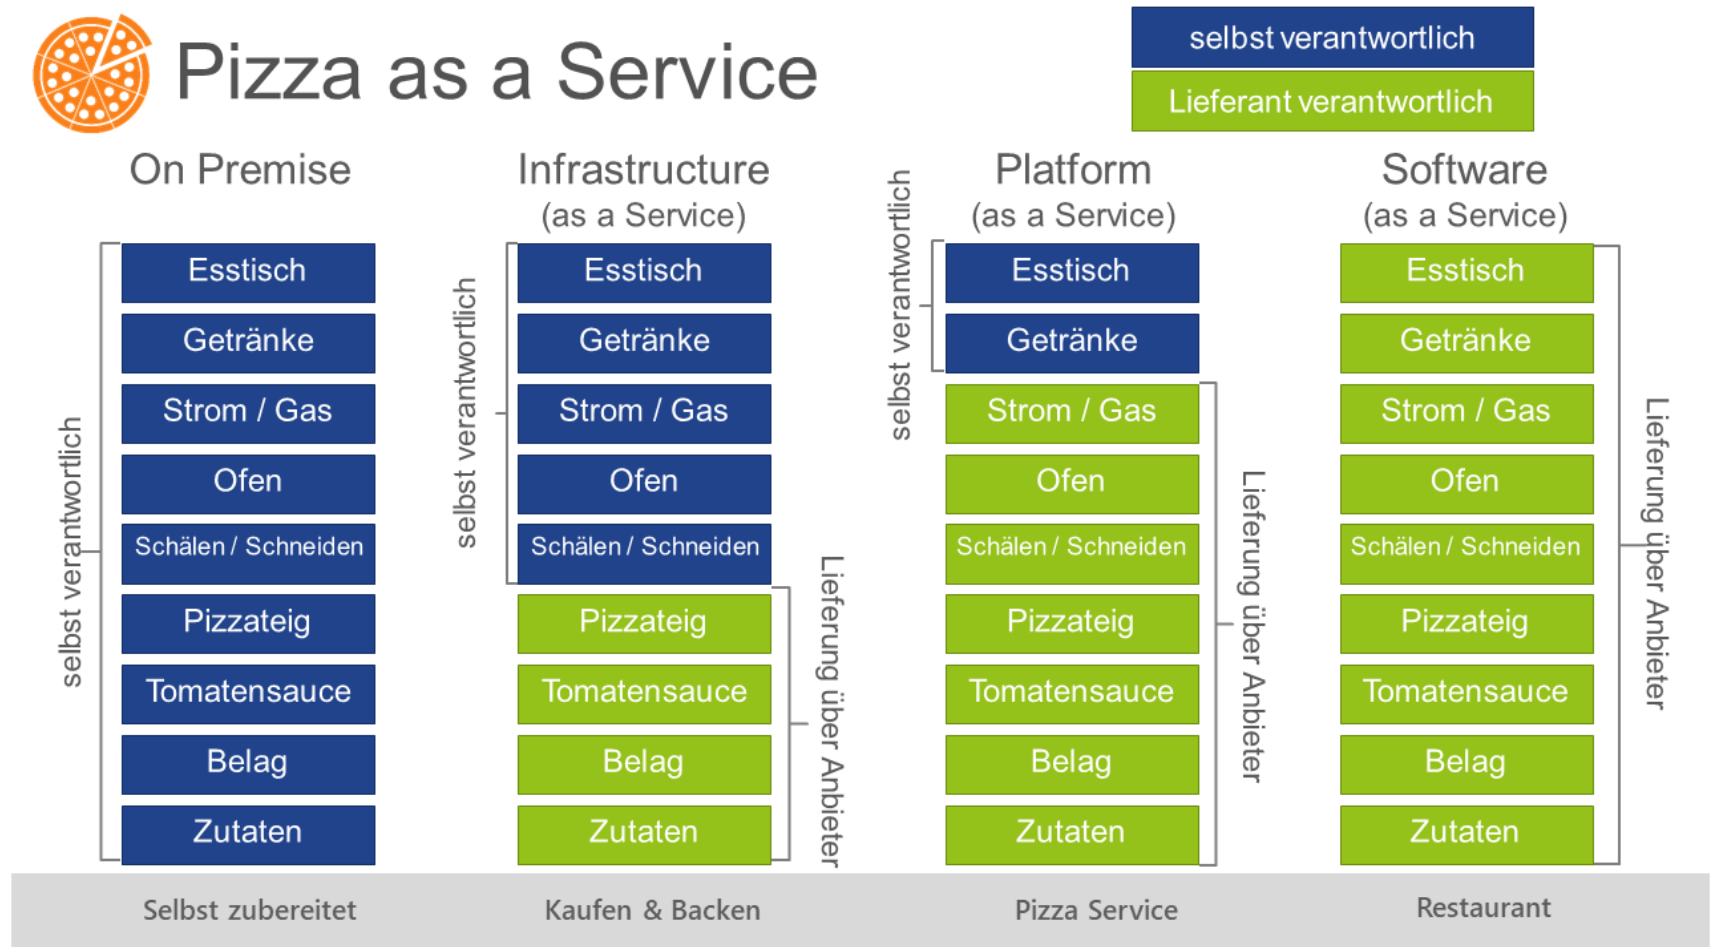 Pizza as a Service
selbst verantwortlich
Lieferant verantwortlich
On Premise
selbst verantwortlich
Esstisch
Getränke
Strom / Gas
Ofen
Schälen / Schneiden
Pizzateig
Tomatensauce
Belag
Zutaten
Selbst zubereitet
Infrastructure
(as a Service)
selbst verantwortlich
Esstisch
Getränke
Strom / Gas
Ofen
Schälen / Schneiden
Pizzateig
Tomatensauce
Belag
Zutaten
Lieferung über Anbieter
Kaufen & Backen
Platform
(as a Service)
selbst verantwortlich
Esstisch
Getränke
Strom / Gas
Ofen
Schälen / Schneiden
Pizzateig
Tomatensauce
Belag
Zutaten
Lieferung über Anbieter
Pizza Service
Software
(as a Service)
Esstisch
Getränke
Strom / Gas
Ofen
Schälen / Schneiden
Pizzateig
Tomatensauce
Belag
Zutaten
Lieferung über Anbieter
Restaurant